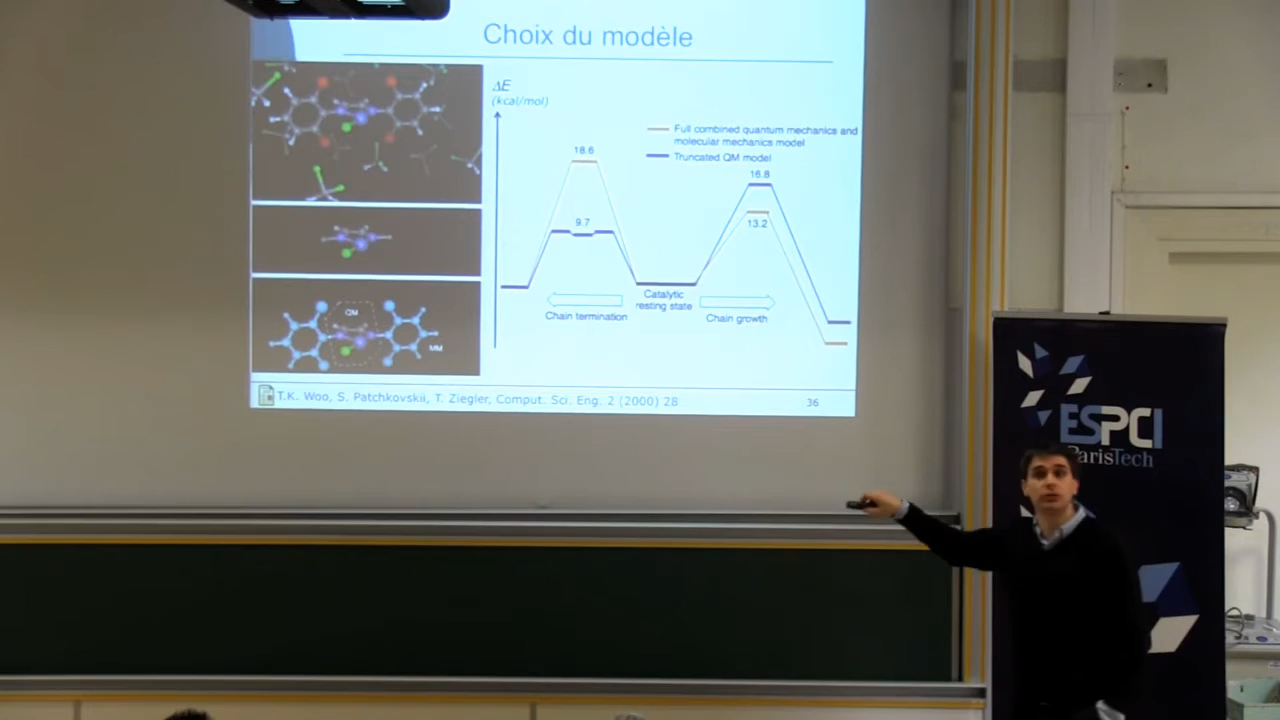 Choix du modèle
ΔE
(kcal/mol)
Full combined quantum mechanics and
molecular mechanics model
Truncated QM model
18.6
16.8
9.7
13.2
Catalytic
resting state
Chain termination
Chain growth
QM
MM
T.K. Woo, S. Patchkovskii, T. Ziegler, Comput. Sci. Eng. 2 (2000) 28
36
ESPCI
ParisTech